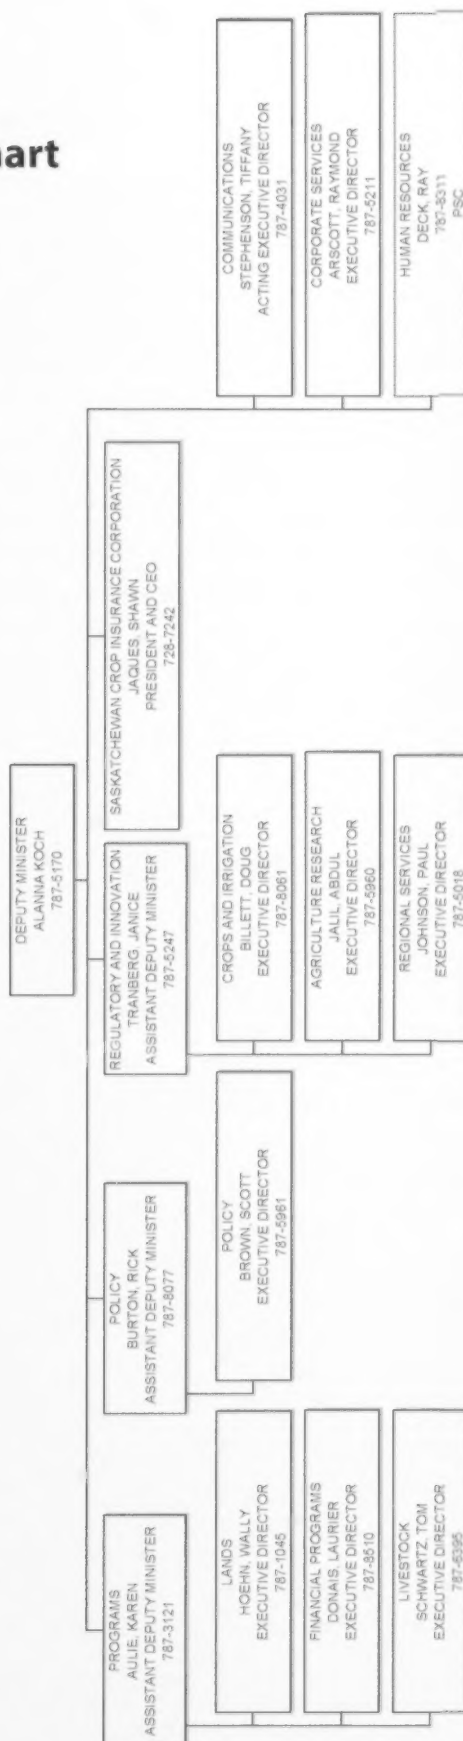 art
DEPUTY MINISTER
ALANNA KOCH
787-5170
PROGRAMS
AULIE, KAREN
ASSISTANT DEPUTY MINISTER
787-3121
POLICY
BURTON, RICK
ASSISTANT DEPUTY MINISTER
787-8077
REGULATORY AND INNOVATION
TRANBERG, JANICE
ASSISTANT DEPUTY MINISTER
787-5247
SASKATCHEWAN CROP INSURANCE CORPORATION
JAQUES, SHAWN
PRESIDENT AND CEO
728-7242
LANDS
HOEHN, WALLY
EXECUTIVE DIRECTOR
787-1045
FINANCIAL PROGRAMS
DONAIS, LAURIER
EXECUTIVE DIRECTOR
787-8510
LIVESTOCK
SCHWARTZ, TOM
EXECUTIVE DIRECTOR
787-6395
POLICY
BROWN, SCOTT
EXECUTIVE DIRECTOR
787-5961
CROPS AND IRRIGATION
BILLETT, DOUG
EXECUTIVE DIRECTOR
787-8061
AGRICULTURE RESEARCH
JALIL, ABDUL
EXECUTIVE DIRECTOR
787-5960
REGIONAL SERVICES
JOHNSON, PAUL
EXECUTIVE DIRECTOR
787-5018
COMMUNICATIONS
STEPHENSON, TIFFANY
ACTING EXECUTIVE DIRECTOR
787-4031
CORPORATE SERVICES
ARSCOTT, RAYMOND
EXECUTIVE DIRECTOR
787-5211
HUMAN RESOURCES
DECK, RAY
787-8311
PSC